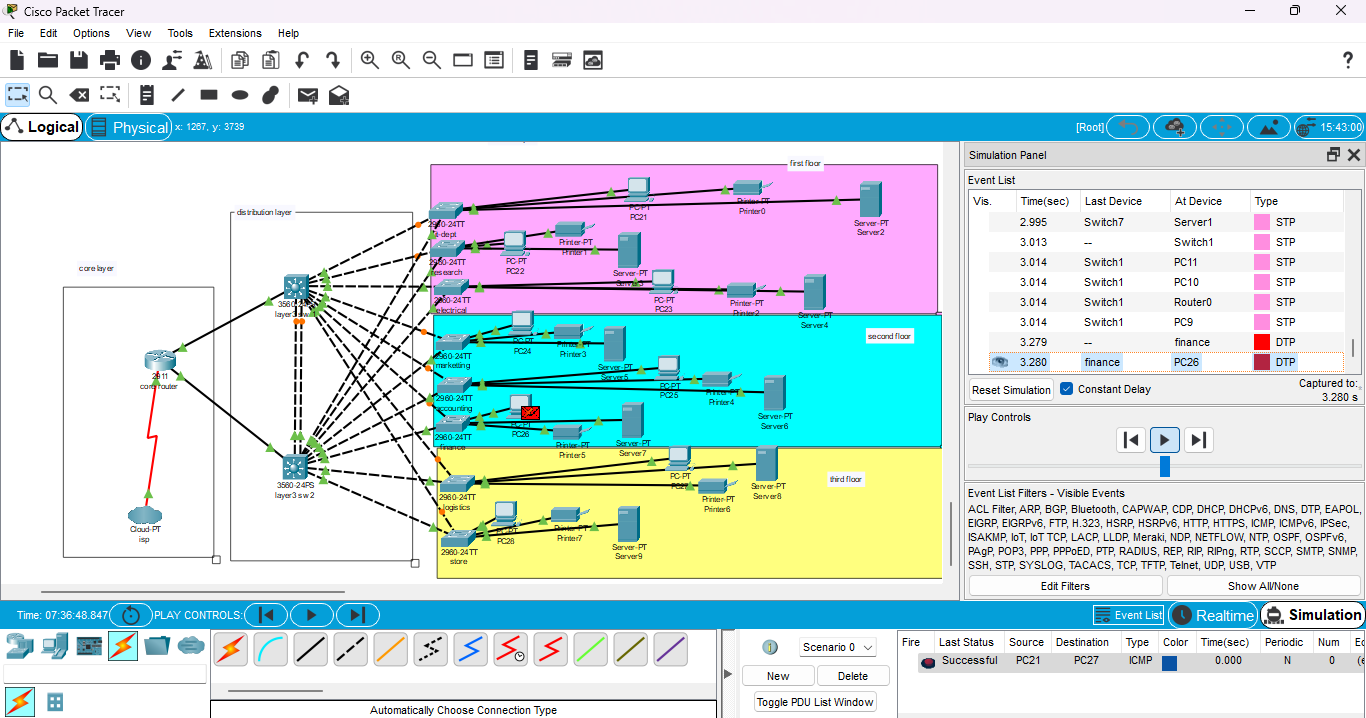 Cisco Packet Tracer
File Edit Options View Tools Extensions Help
Logical Physical x: 1267, y: 3739 [Root] 15:43:00
first floor
PC-PT
PC21
Printer-PT
Printer0
Server-PT
Server2
2960-24TT
it-dept
Printer-PT
Printer1
PC-PT
PC22
2960-24TT
research
Server-PT
PC-PT
PC23
Printer-PT
Printer2
Server-PT
Server4
2960-24TT
electrical
distribution layer
core layer
layer3 sw
2911
core router
3560-24PS
layer3 sw 2
Cloud-PT
isp
second floor
PC-PT
PC24
Printer-PT
Printer3
Server-PT
Server5
2960-24TT
marketing
PC-PT
PC25
Printer-PT
Printer4
Server-PT
Server6
2960-24TT
accounting
PC-PT
PC26
Printer-PT
Printer5
Server-PT
Server7
2960-24TT
finance
third floor
PC-PT
PC27
Printer-PT
Printer6
Server-PT
Server8
2960-24TT
logistics
PC-PT
PC28
Printer-PT
Printer7
Server-PT
Server9
2960-24TT
store
Simulation Panel
Event List
Vis. Time(sec) Last Device At Device Type
2.995 Switch7 Server1 STP
3.013 -- Switch1 STP
3.014 Switch1 PC11 STP
3.014 Switch1 PC10 STP
3.014 Switch1 Router0 STP
3.014 Switch1 PC9 STP
3.279 -- finance DTP
3.280 finance PC26 DTP
Reset Simulation Constant Delay Captured to:
3.280 s
Play Controls
Event List Filters - Visible Events
ACL Filter, ARP, BGP, Bluetooth, CAPWAP, CDP, DHCP, DHCPv6, DNS, DTP, EAPOL,
EIGRP, EIGRPv6, FTP, H.323, HSRP, HSRPv6, HTTP, HTTPS, ICMP, ICMPv6, IPSec,
ISAKMP, IoT, IoT TCP, LACP, LLDP, Meraki, NDP, NETFLOW, NTP, OSPF, OSPFv6,
PAgP, POP3, PPP, PPPoED, PTP, RADIUS, REP, RIP, RIPng, RTP, SCCP, SMTP, SNMP,
SSH, STP, SYSLOG, TACACS, TCP, TFTP, Telnet, UDP, USB, VTP
Edit Filters Show All/None
Time: 07:36:48.847 PLAY CONTROLS: Event List Realtime Simulation
Scenario 0
New Delete
Toggle PDU List Window
Fire Last Status Source Destination Type Color Time(sec) Periodic Num
Successful PC21 PC27 ICMP 0.000 N 0
Automatically Choose Connection Type